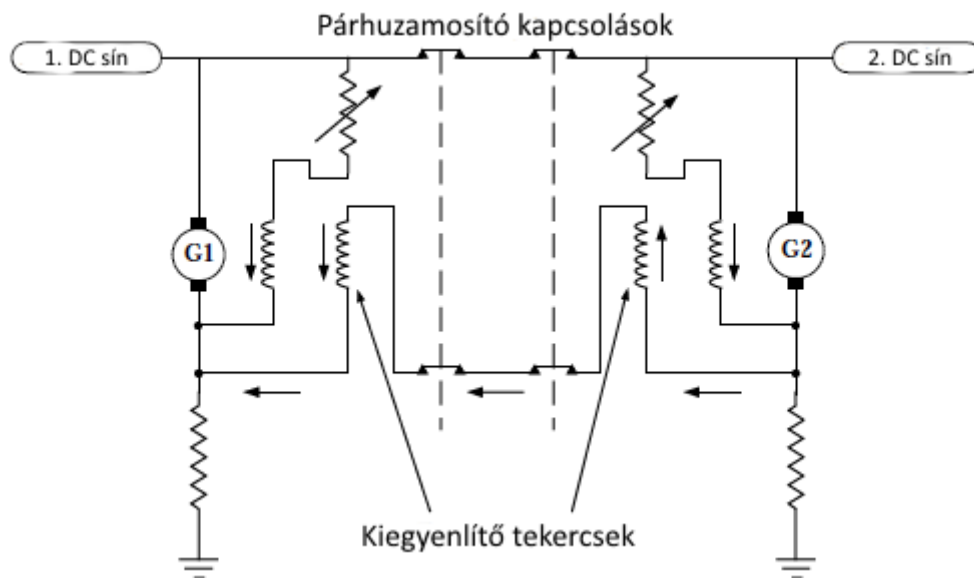 Párhuzamosító kapcsolások
1. DC sín
2. DC sín
G1
G2
Kiegyenlítő tekercsek